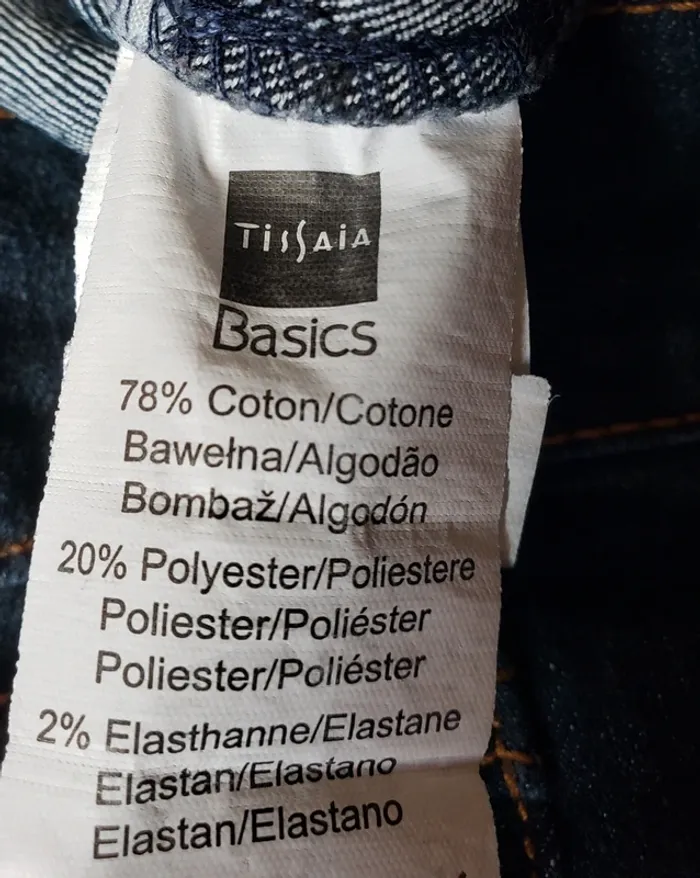 TissAiA
Basics
78% Coton/Cotone
Bawełna/Algodão
Bombaž/Algodón
20% Polyester/Poliestere
Poliester/Poliéster
Poliester/Poliéster
2% Elasthanne/Elastane
Elastan/Elastano
Elastan/Elastano